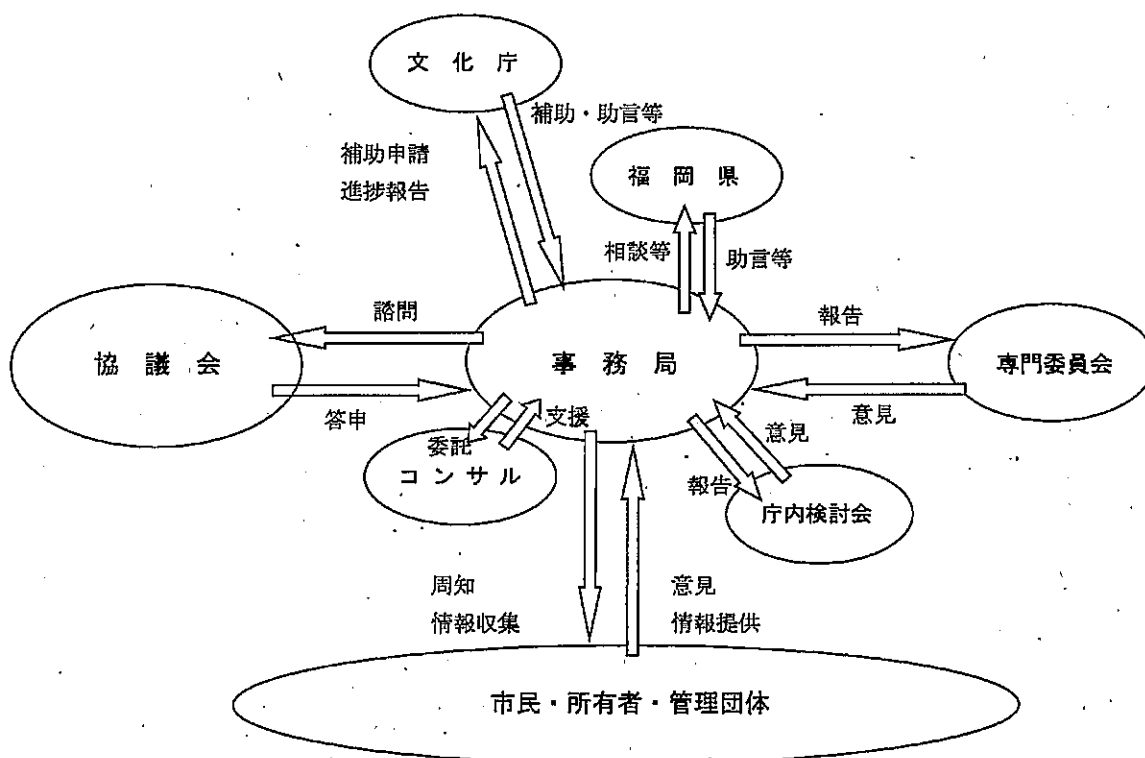 文化庁
補助・助言等
補助申請
進捗報告
福岡県
相談等
助言等
諮問
報告
協議会
事務局
専門委員会
答申
意見
支援
委託
コンサル
意見
報告
庁内検討会
周知
情報収集
意見
情報提供
市民・所有者・管理団体